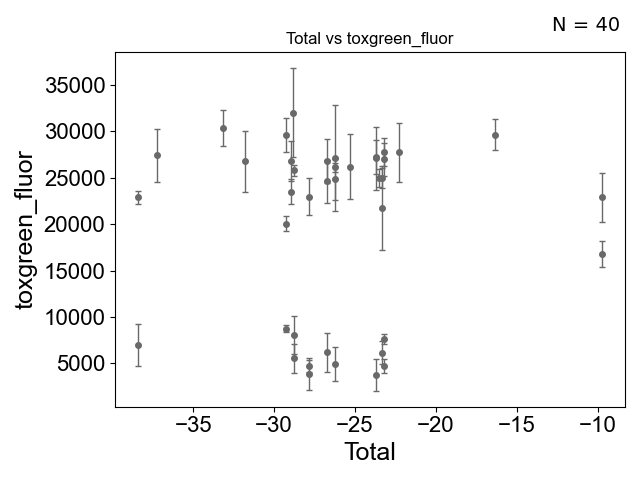 N = 40
Total vs toxgreen_fluor
toxgreen_fluor
35000
30000
25000
20000
15000
10000
5000
−35 −30 −25 −20 −15 −10
Total